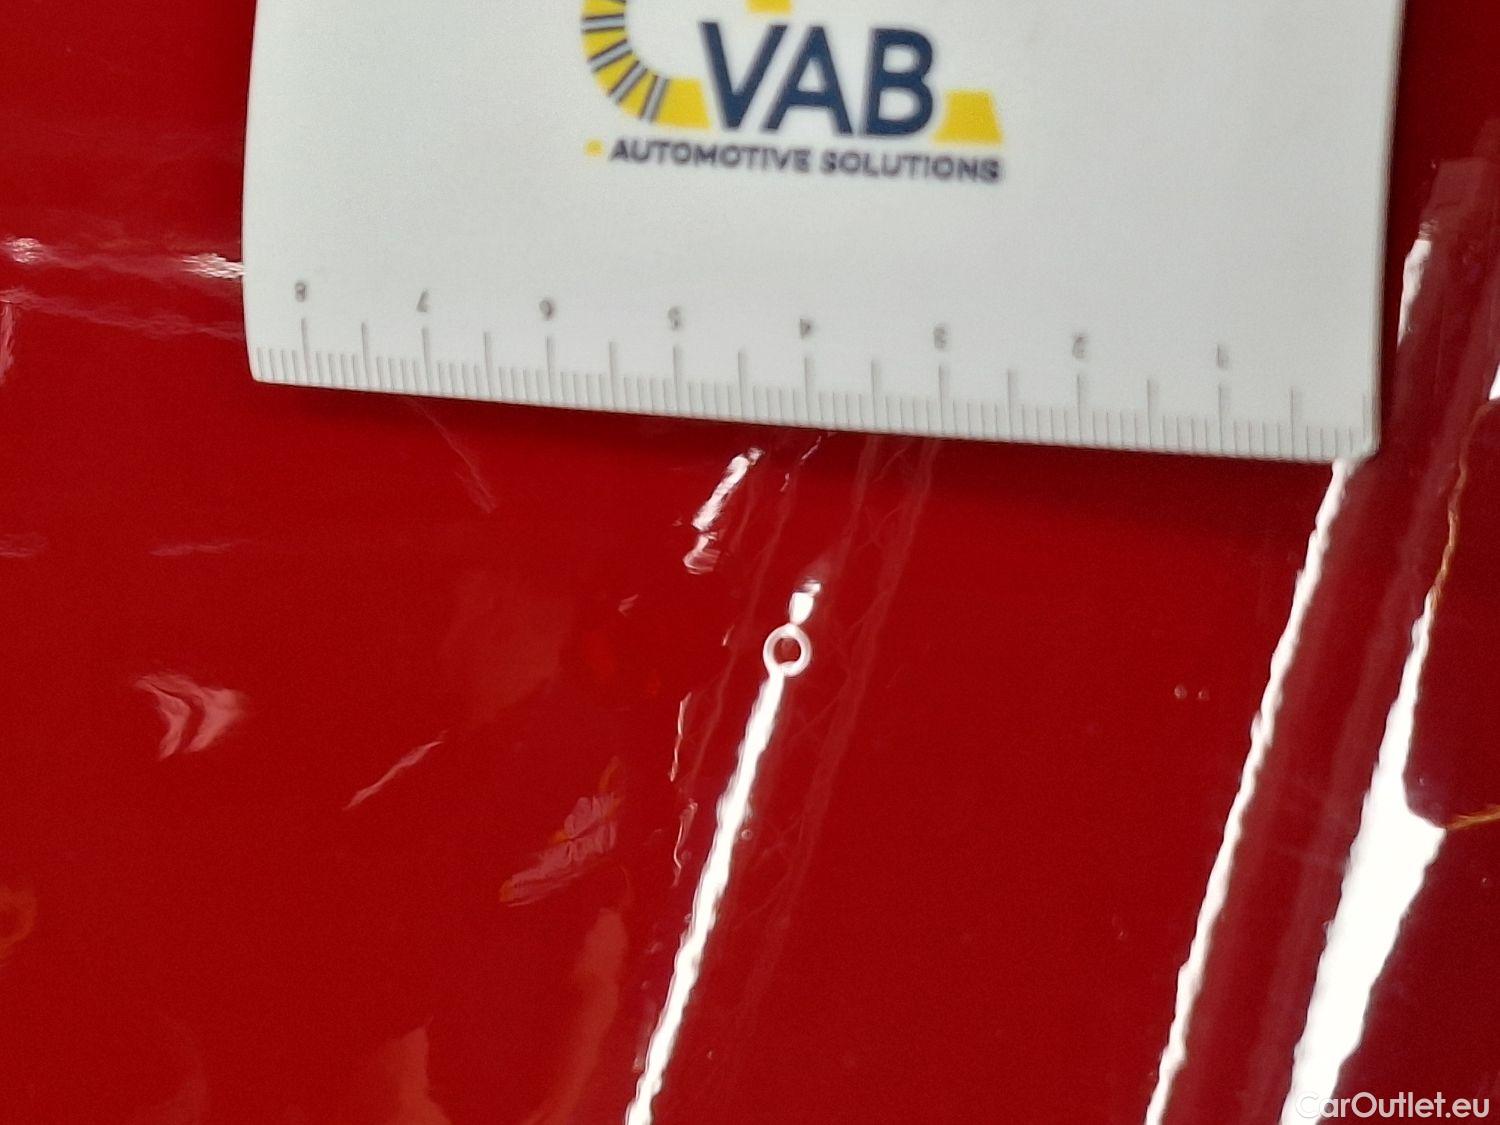 VAB
AUTOMOTIVE SOLUTIONS
8 7 6 5 4 3 2 1
CarOutlet.eu